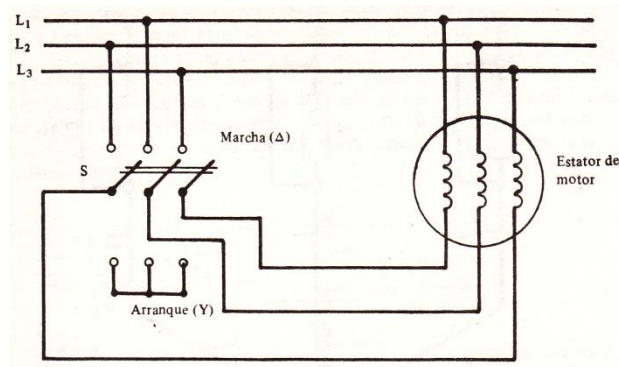 L1
L2
L3
Marcha (Δ)
S
Estator de
motor
Arranque (Y)